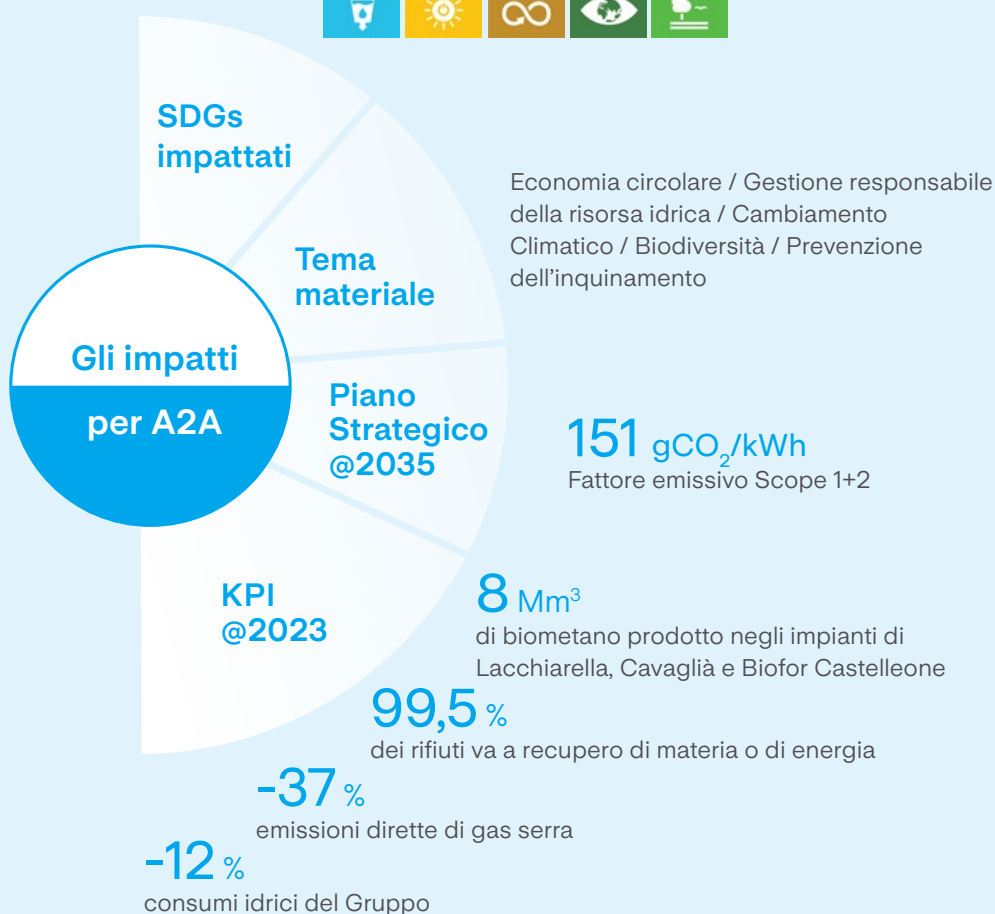 SDGs
impattati
Economia circolare / Gestione responsabile
della risorsa idrica / Cambiamento
Climatico / Biodiversità / Prevenzione
dell'inquinamento
Tema
materiale
Gli impatti
per A2A
Piano
Strategico
@2035
151 gCO₂/kWh
Fattore emissivo Scope 1+2
KPI
@2023
8 Mm³
di biometano prodotto negli impianti di
Lacchiarella, Cavaglià e Biofor Castelleone
99,5 %
dei rifiuti va a recupero di materia o di energia
-37 %
emissioni dirette di gas serra
-12 %
consumi idrici del Gruppo